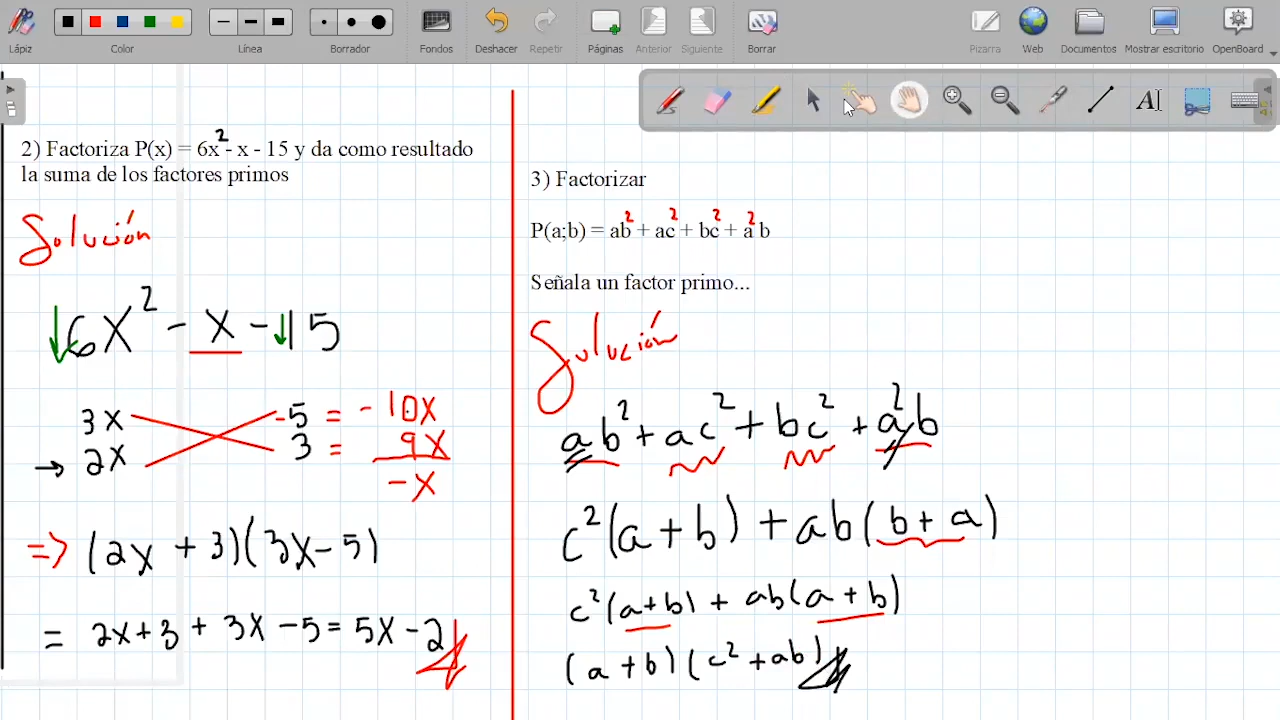 Lápiz Color Línea Borrador Fondos Deshacer Repetir Páginas Anterior Siguiente Borrar Pizarra Web Documentos Mostrar escritorio OpenBoard
2) Factoriza P(x) = 6x² - x - 15 y da como resultado
la suma de los factores primos
Solución
6x² - x - 15
3x -5 = -10x
→ 2x 3 = 9x
-x
=> (2x + 3)(3x - 5)
= 2x + 3 + 3x - 5 = 5x - 2
3) Factorizar
P(a;b) = ab² + ac² + bc² + a²b
Señala un factor primo...
Solución
ab² + ac² + bc² + a²b
c²(a + b) + ab(b + a)
c²(a + b) + ab(a + b)
(a + b)(c² + ab)